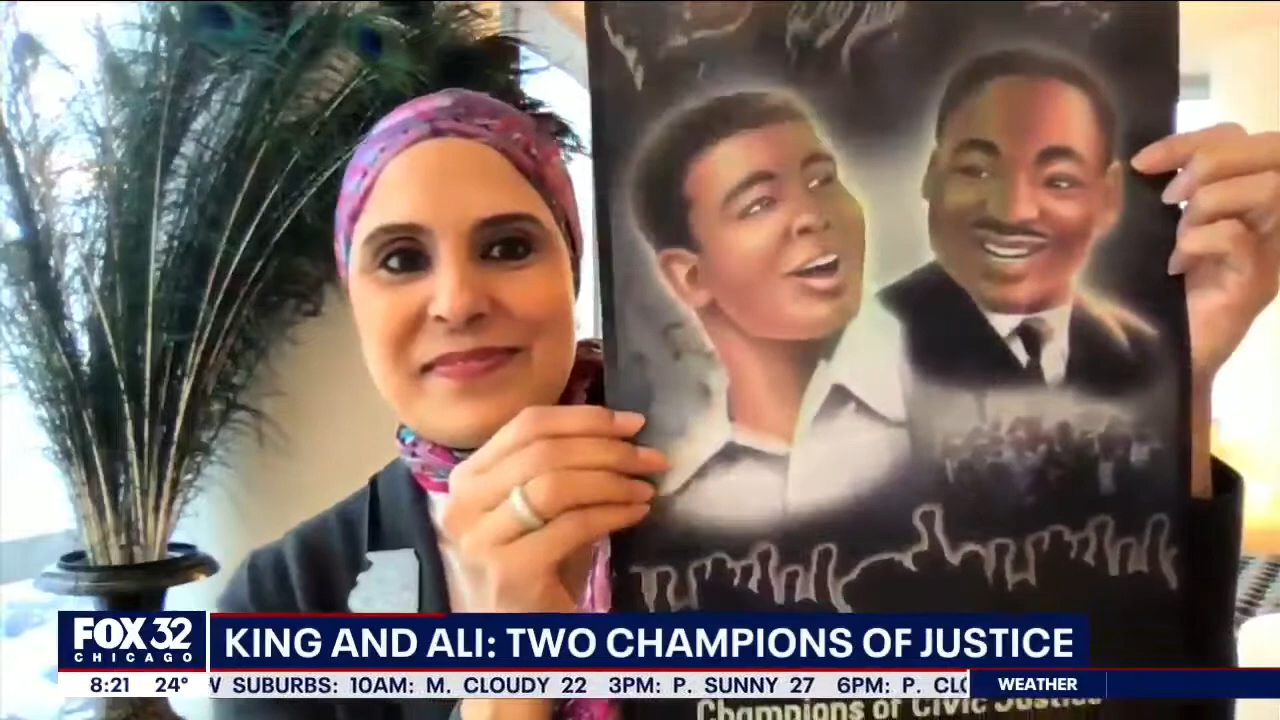 FOX 32
CHICAGO
KING AND ALI: TWO CHAMPIONS OF JUSTICE
8:21 24° W SUBURBS: 10AM: M. CLOUDY 22 3PM: P. SUNNY 27 6PM: P. CLO
WEATHER
Champions of Civic Justice